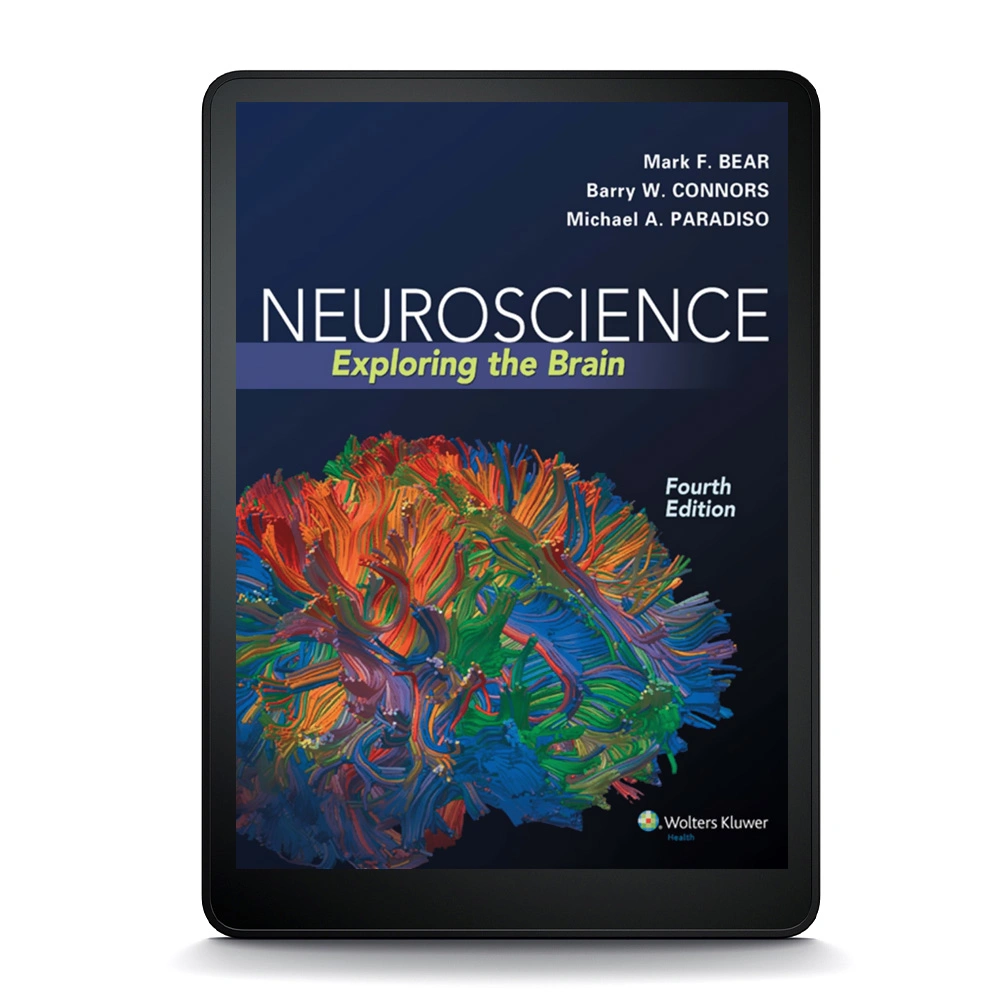 Mark F. BEAR
Barry W. CONNORS
Michael A. PARADISO
NEUROSCIENCE
Exploring the Brain
Fourth
Edition
Wolters Kluwer
Health